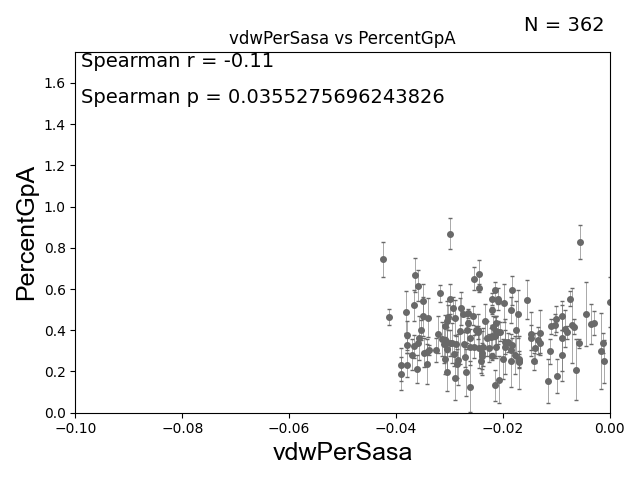 N = 362
vdwPerSasa vs PercentGpA
Spearman r = -0.11
Spearman p = 0.0355275696243826
PercentGpA
1.6
1.4
1.2
1.0
0.8
0.6
0.4
0.2
0.0
−0.10 −0.08 −0.06 −0.04 −0.02 0.00
vdwPerSasa